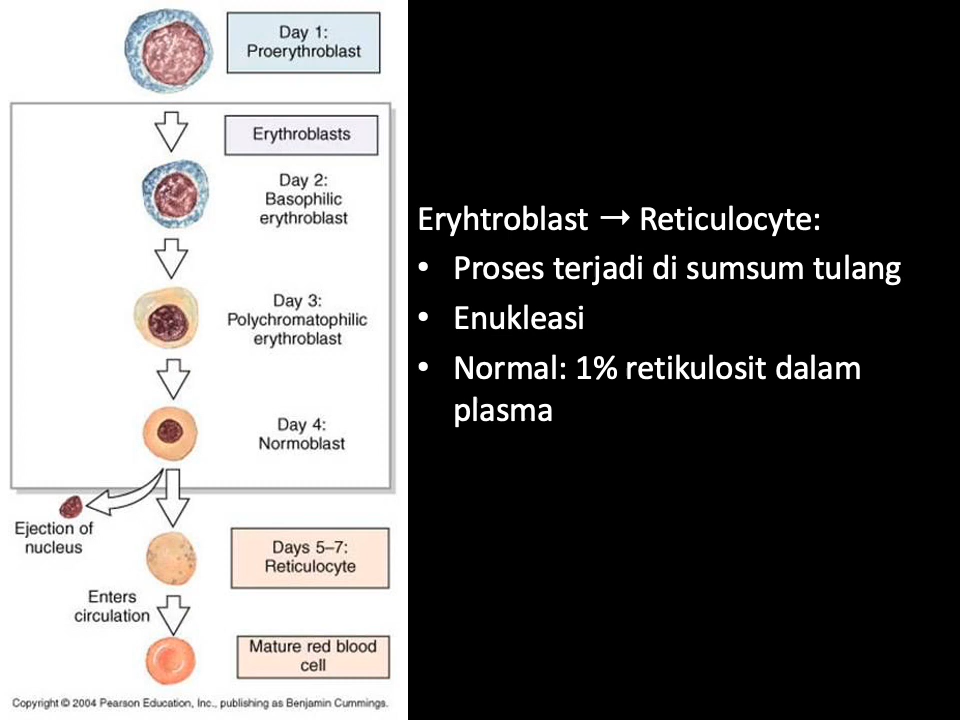 Day 1:
Proerythroblast
Erythroblasts
Day 2:
Basophilic
erythroblast
Day 3:
Polychromatophilic
erythroblast
Day 4:
Normoblast
Ejection of
nucleus
Days 5–7:
Reticulocyte
Enters
circulation
Mature red blood
cell
Copyright © 2004 Pearson Education, Inc., publishing as Benjamin Cummings.
Eryhtroblast → Reticulocyte:
• Proses terjadi di sumsum tulang
• Enukleasi
• Normal: 1% retikulosit dalam
plasma